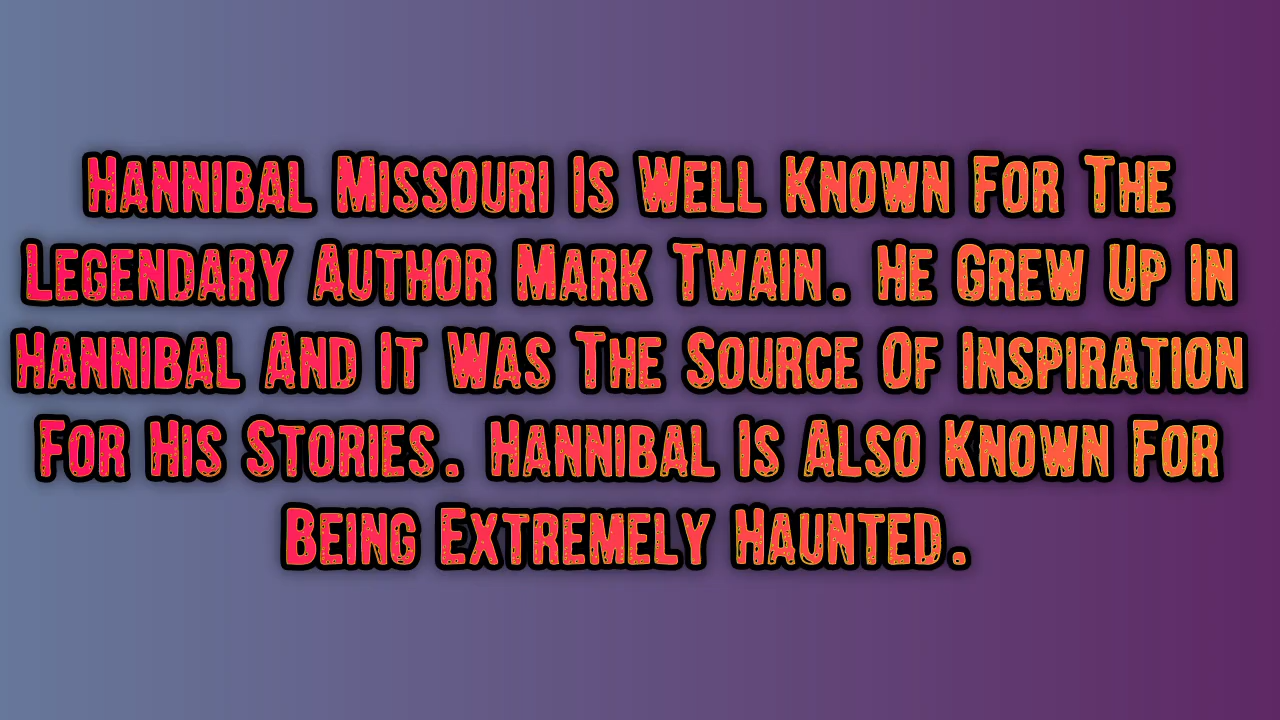 Hannibal Missouri Is Well Known For The
Legendary Author Mark Twain. He Grew Up In
Hannibal And It Was The Source Of Inspiration
For His Stories. Hannibal Is Also Known For
Being Extremely Haunted.